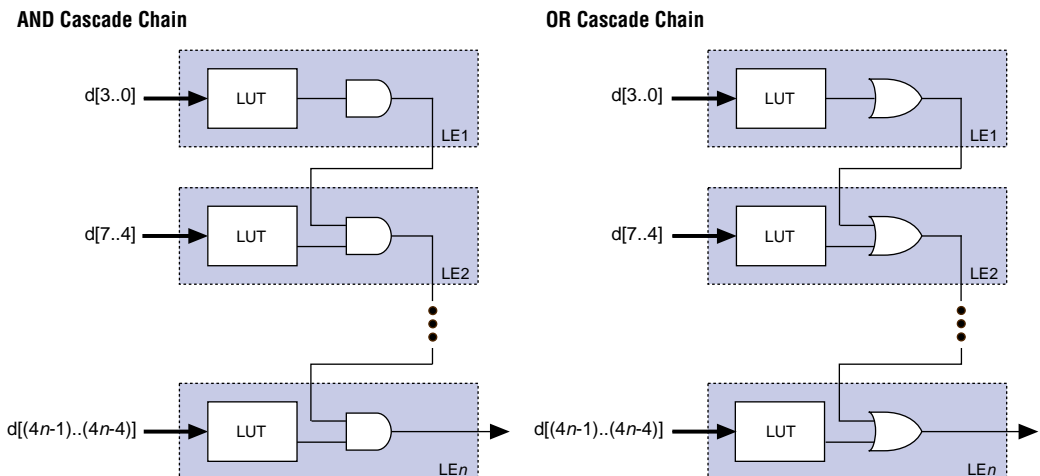 AND Cascade Chain
d[3..0]
LUT
LE1
d[7..4]
LUT
LE2
d[(4n-1)..(4n-4)]
LUT
LEn
OR Cascade Chain
d[3..0]
LUT
LE1
d[7..4]
LUT
LE2
d[(4n-1)..(4n-4)]
LUT
LEn